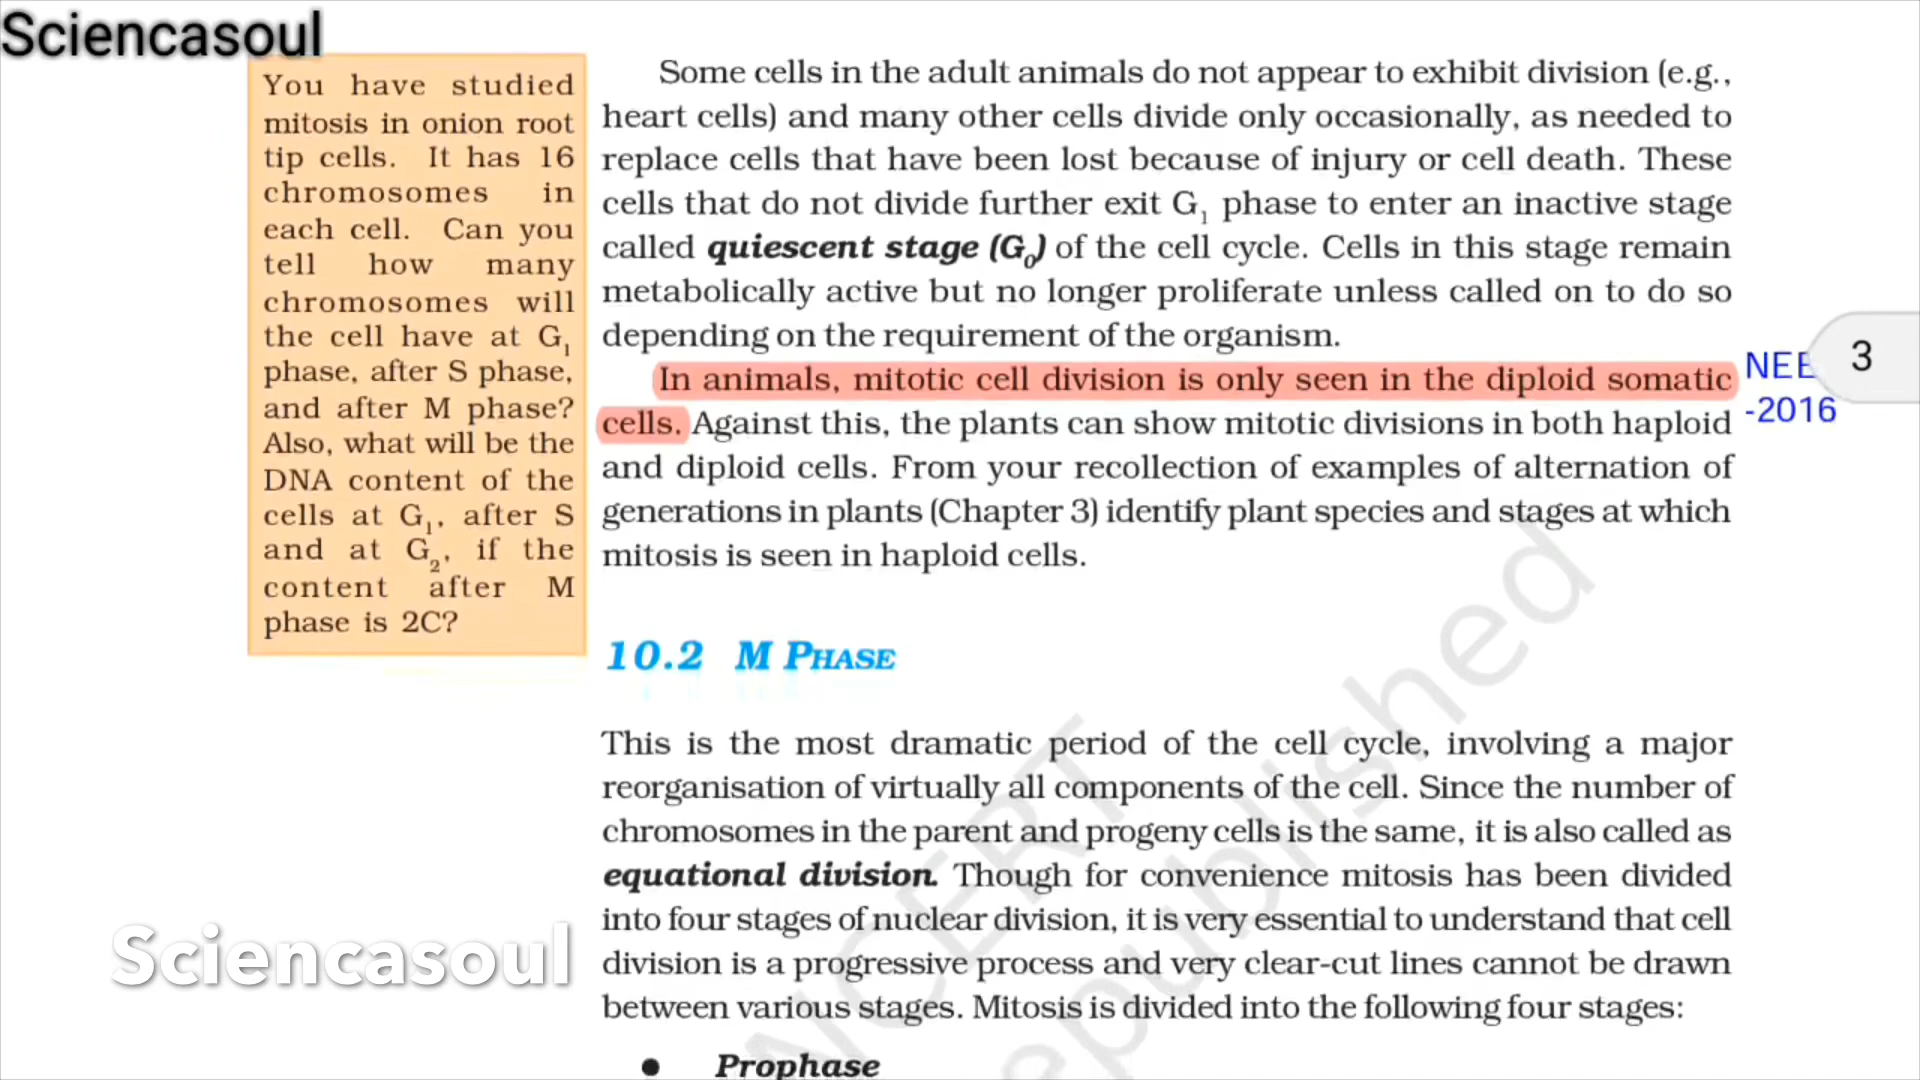 Sciencasoul
You have studied
mitosis in onion root
tip cells. It has 16
chromosomes in
each cell. Can you
tell how many
chromosomes will
the cell have at G1
phase, after S phase,
and after M phase?
Also, what will be the
DNA content of the
cells at G1, after S
and at G2, if the
content after M
phase is 2C?
Some cells in the adult animals do not appear to exhibit division (e.g.,
heart cells) and many other cells divide only occasionally, as needed to
replace cells that have been lost because of injury or cell death. These
cells that do not divide further exit G1 phase to enter an inactive stage
called quiescent stage (G0) of the cell cycle. Cells in this stage remain
metabolically active but no longer proliferate unless called on to do so
depending on the requirement of the organism.
In animals, mitotic cell division is only seen in the diploid somatic
cells. Against this, the plants can show mitotic divisions in both haploid
and diploid cells. From your recollection of examples of alternation of
generations in plants (Chapter 3) identify plant species and stages at which
mitosis is seen in haploid cells.
-2016
3
10.2 M PHASE
This is the most dramatic period of the cell cycle, involving a major
reorganisation of virtually all components of the cell. Since the number of
chromosomes in the parent and progeny cells is the same, it is also called as
equational division. Though for convenience mitosis has been divided
into four stages of nuclear division, it is very essential to understand that cell
division is a progressive process and very clear-cut lines cannot be drawn
between various stages. Mitosis is divided into the following four stages:
● Prophase
Sciencasoul
NCERT